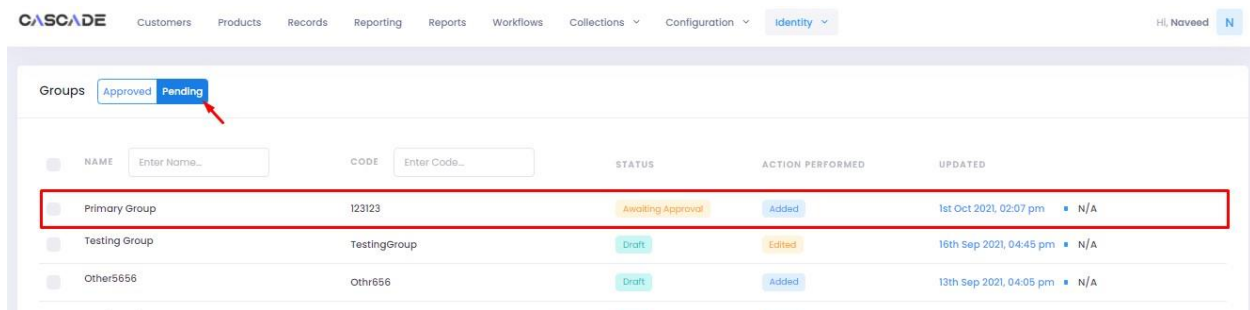 CASCADE Customers Products Records Reporting Reports Workflows Collections Configuration Identity Hi, Naveed N
Groups Approved Pending
NAME Enter Name... CODE Enter Code... STATUS ACTION PERFORMED UPDATED
Primary Group 123123 Awaiting Approval Added 1st Oct 2021, 02:07 pm N/A
Testing Group TestingGroup Draft Edited 16th Sep 2021, 04:45 pm N/A
Other5656 Othr656 Draft Added 13th Sep 2021, 04:05 pm N/A